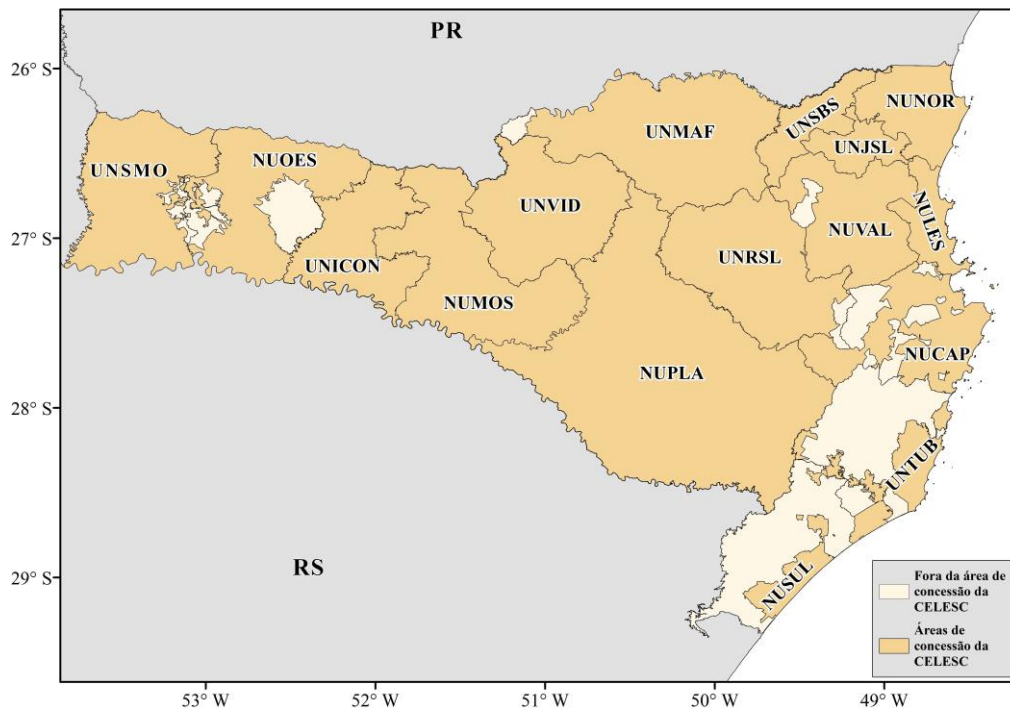 PR
26° S
NUNOR
UNSBS
UNMAF
UNJSL
NUOES
UNSMO
UNVID
NULES
NUVAL
27° S
UNRSL
UNICON
NUMOS
NUCAP
NUPLA
28° S
UNTUB
RS
29° S
NUSUL
Fora da área de
concessão da
CELESC
Áreas de
concessão da
CELESC
53° W
52° W
51° W
50° W
49° W